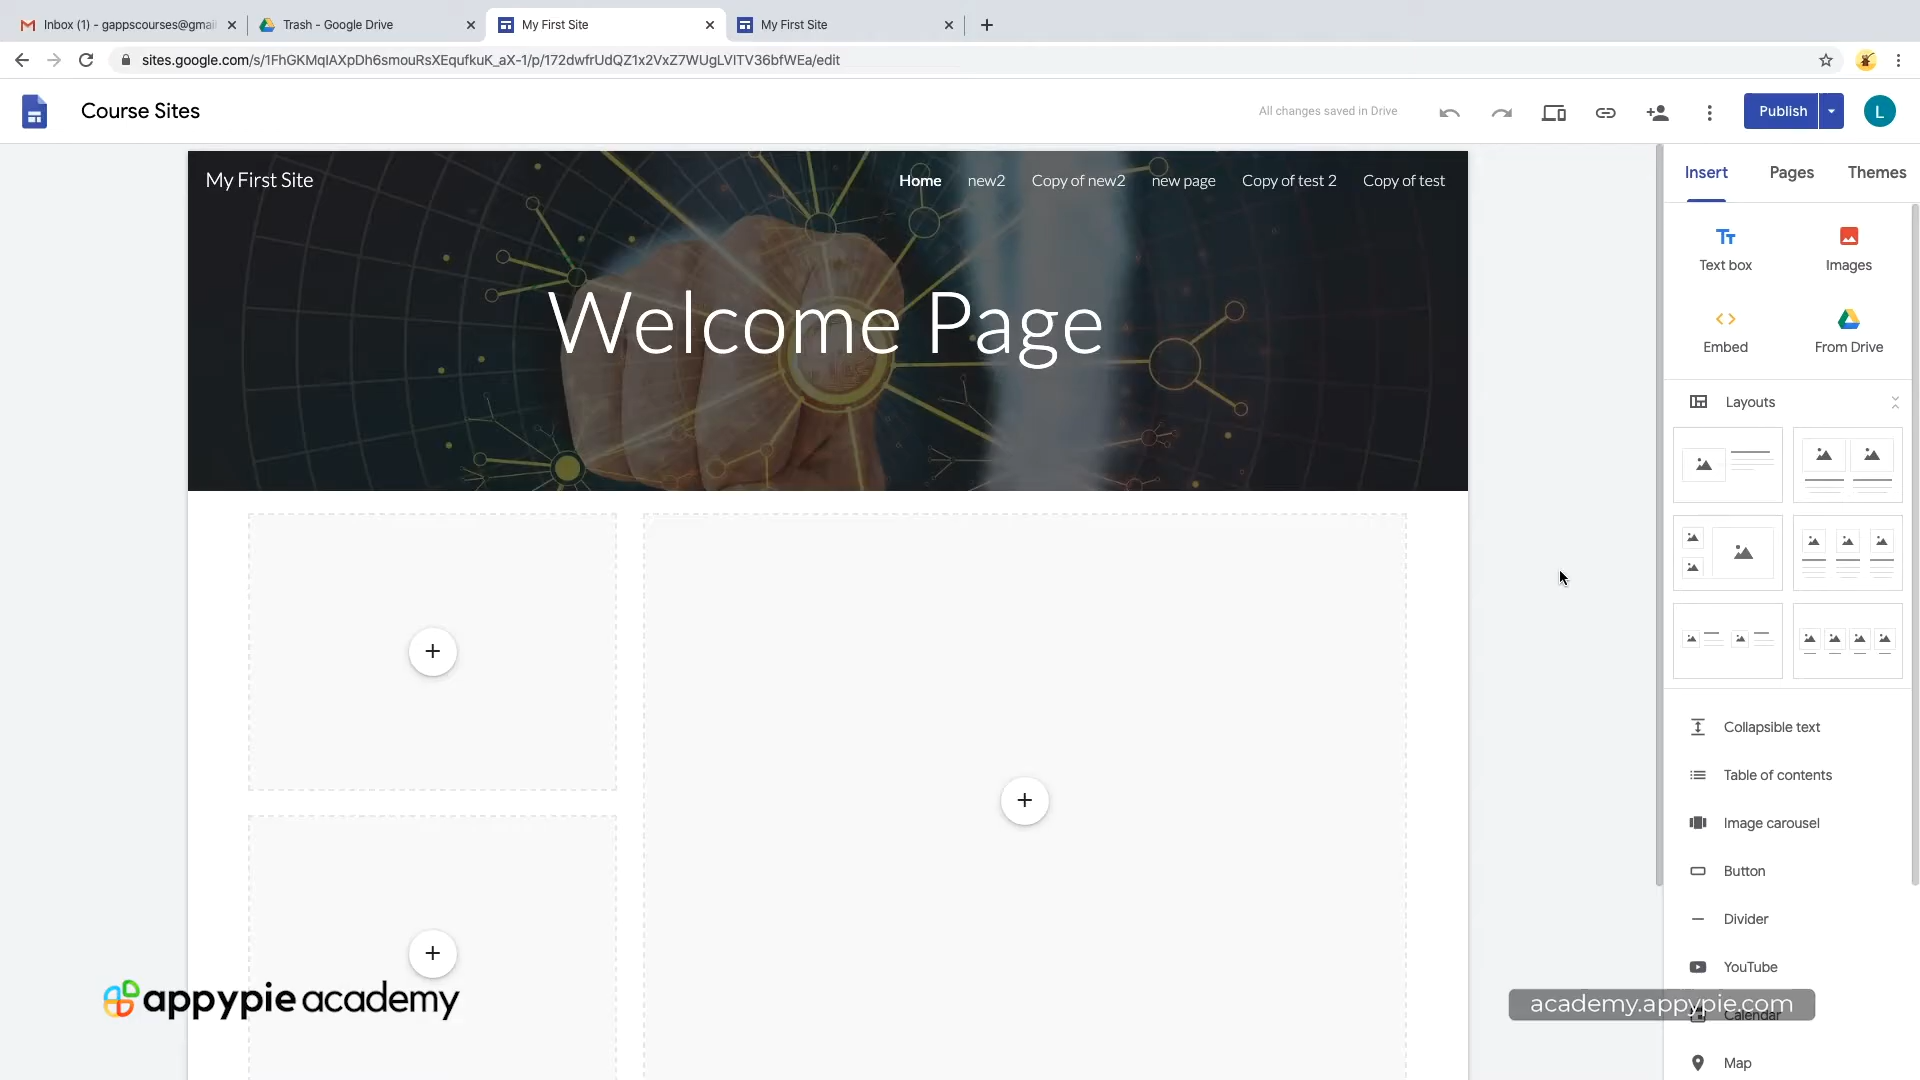 Inbox (1) - gappscourses@gmai
Trash - Google Drive
My First Site
My First Site
sites.google.com/s/1FhGKMqlAXpDh6smouRsXEqufkuK_aX-1/p/172dwfrUdQZ1x2VxZ7WUgLVITV36bfWEa/edit
Course Sites
All changes saved in Drive
Publish
L
My First Site
Home
new2
Copy of new2
new page
Copy of test 2
Copy of test
Welcome Page
Insert
Pages
Themes
Text box
Images
Embed
From Drive
Layouts
Collapsible text
Table of contents
Image carousel
Button
Divider
YouTube
Calendar
Map
appypie academy
academy.appypie.com